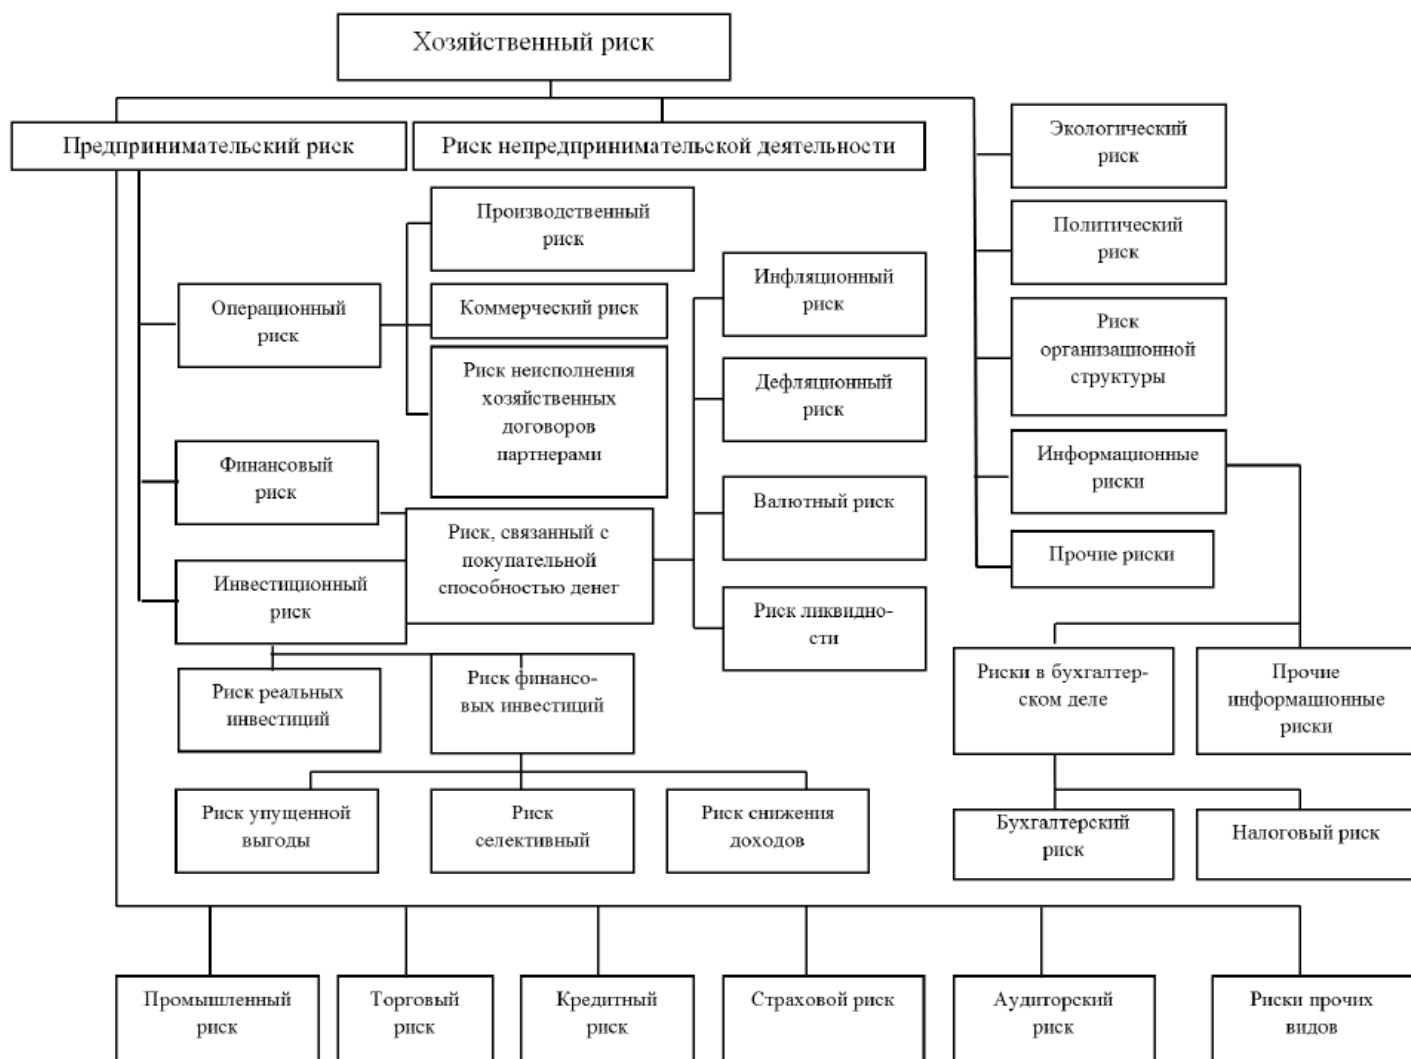 Хозяйственный риск
Предпринимательский риск
Риск непредпринимательской деятельности
Экологический
риск
Политический
риск
Риск
организационной
структуры
Информационные
риски
Прочие риски
Производственный
риск
Операционный
риск
Коммерческий риск
Риск неисполнения
хозяйственных
договоров
партнерами
Инфляционный
риск
Дефляционный
риск
Валютный риск
Риск ликвидно-
сти
Финансовый
риск
Риск, связанный с
покупательной
способностью денег
Инвестиционный
риск
Риск реальных
инвестиций
Риск финансо-
вых инвестиций
Риски в бухгалтер-
ском деле
Прочие
информационные
риски
Риск упущенной
выгоды
Риск
селективный
Риск снижения
доходов
Бухгалтерский
риск
Налоговый риск
Промышленный
риск
Торговый
риск
Кредитный
риск
Страховой риск
Аудиторский
риск
Риски прочих
видов